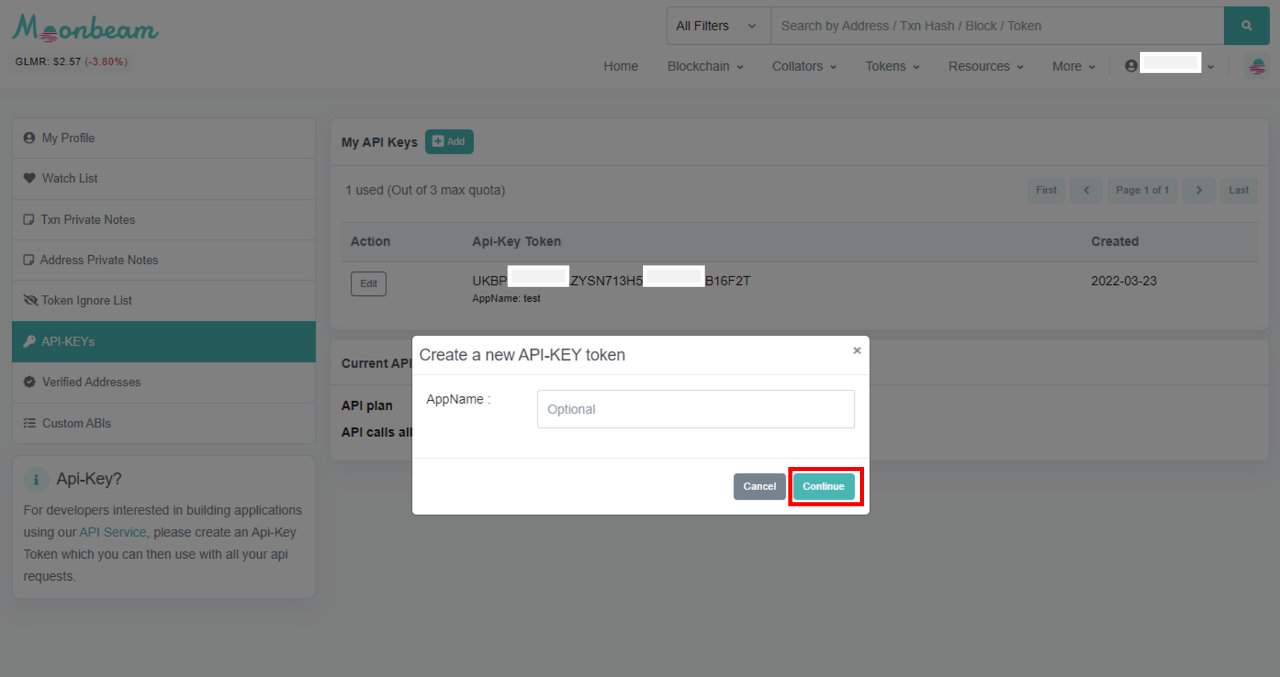 Moonbeam
All Filters
Search by Address / Txn Hash / Block / Token
GLMR: $2.57 (-3.80%)
Home
Blockchain
Collators
Tokens
Resources
More
My Profile
Watch List
Txn Private Notes
Address Private Notes
Token Ignore List
API-KEYs
Verified Addresses
Custom ABIs
Api-Key?
For developers interested in building applications
using our API Service, please create an Api-Key
Token which you can then use with all your api
requests.
My API Keys
Add
1 used (Out of 3 max quota)
First
Page 1 of 1
Last
Action
Api-Key Token
Created
Edit
UKBP ZYSN713H5 B16F2T
2022-03-23
AppName: test
Current API
API plan
API calls all
Create a new API-KEY token
×
AppName :
Optional
Cancel
Continue